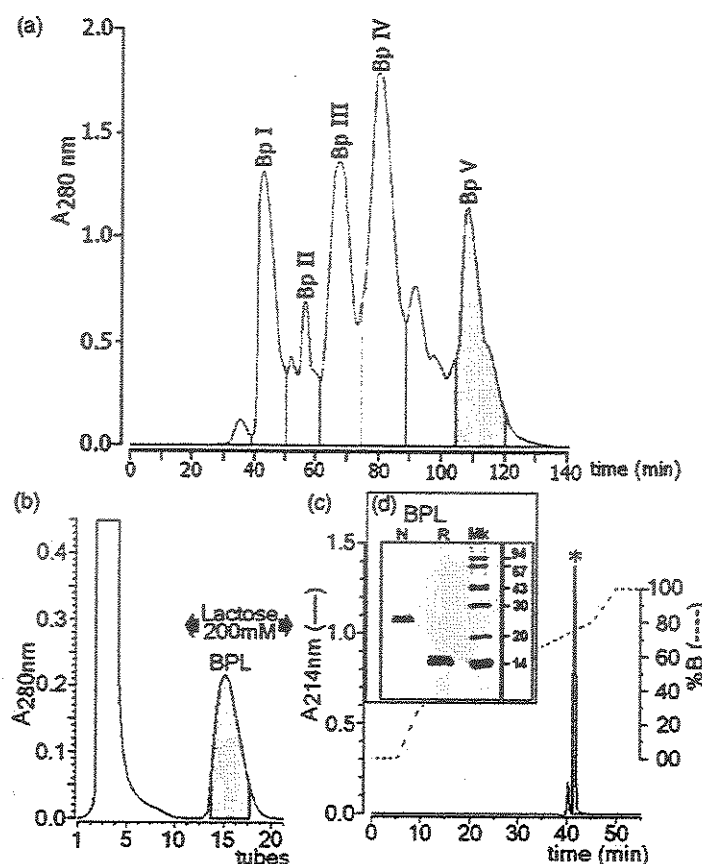 (a)
2.0
1.5
1.0
0.5
0.0
A280 nm
Bp I
Bp II
Bp III
Bp IV
Bp V
0 20 40 60 80 100 120 140 time (min)
(b)
0.4
0.3
0.2
0.1
0.0
A280nm
Lactose
200mM
BPL
1 5 10 15 20
tubes
(c)
1.5
1.0
0.5
0.0
A214nm (—)
(d)
BPL
N R Mk
94
67
43
30
20
14
*
100
80
60
40
20
00
%B (----)
0 10 20 30 40 50
time (min)